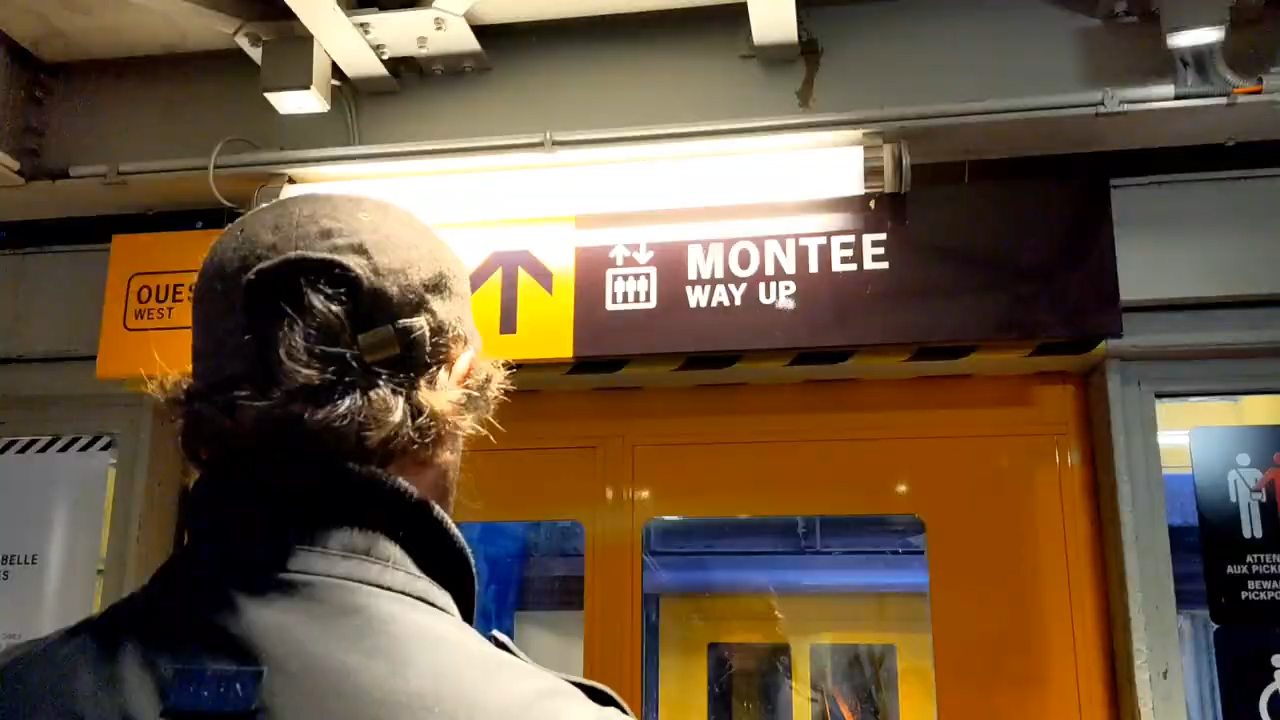 OUES
WEST
MONTEE
WAY UP
BELLE
S
ATTEN
AUX PICK
BEWA
PICKPO